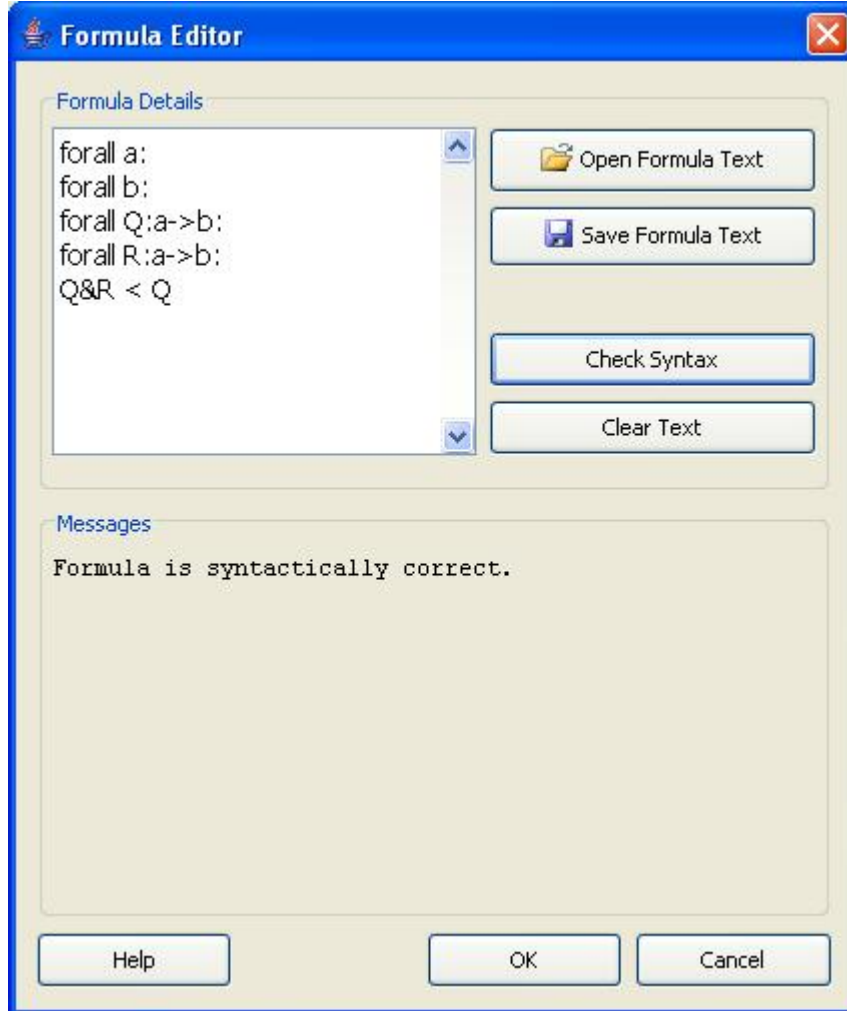 Formula Editor
Formula Details
forall a:
forall b:
forall Q:a->b:
forall R:a->b:
Q&R < Q
Open Formula Text
Save Formula Text
Check Syntax
Clear Text
Messages
Formula is syntactically correct.
Help
OK
Cancel